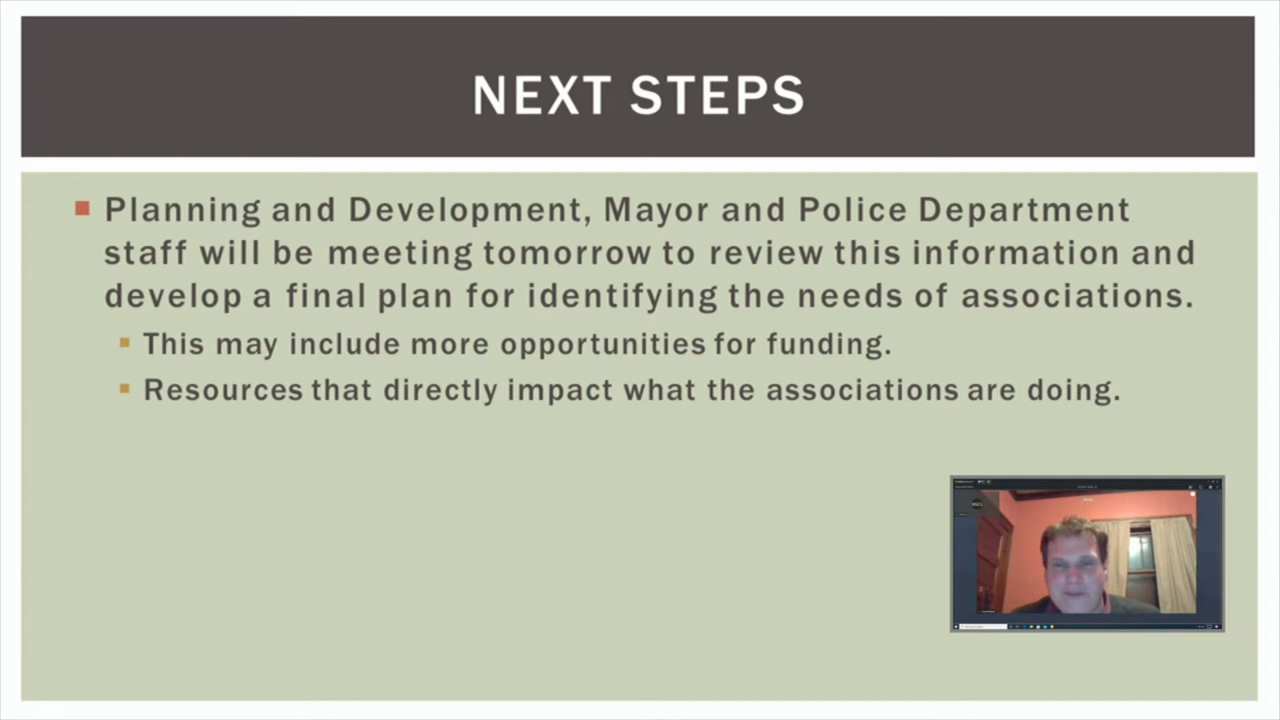 NEXT STEPS
Planning and Development, Mayor and Police Department
staff will be meeting tomorrow to review this information and
develop a final plan for identifying the needs of associations.
This may include more opportunities for funding.
Resources that directly impact what the associations are doing.